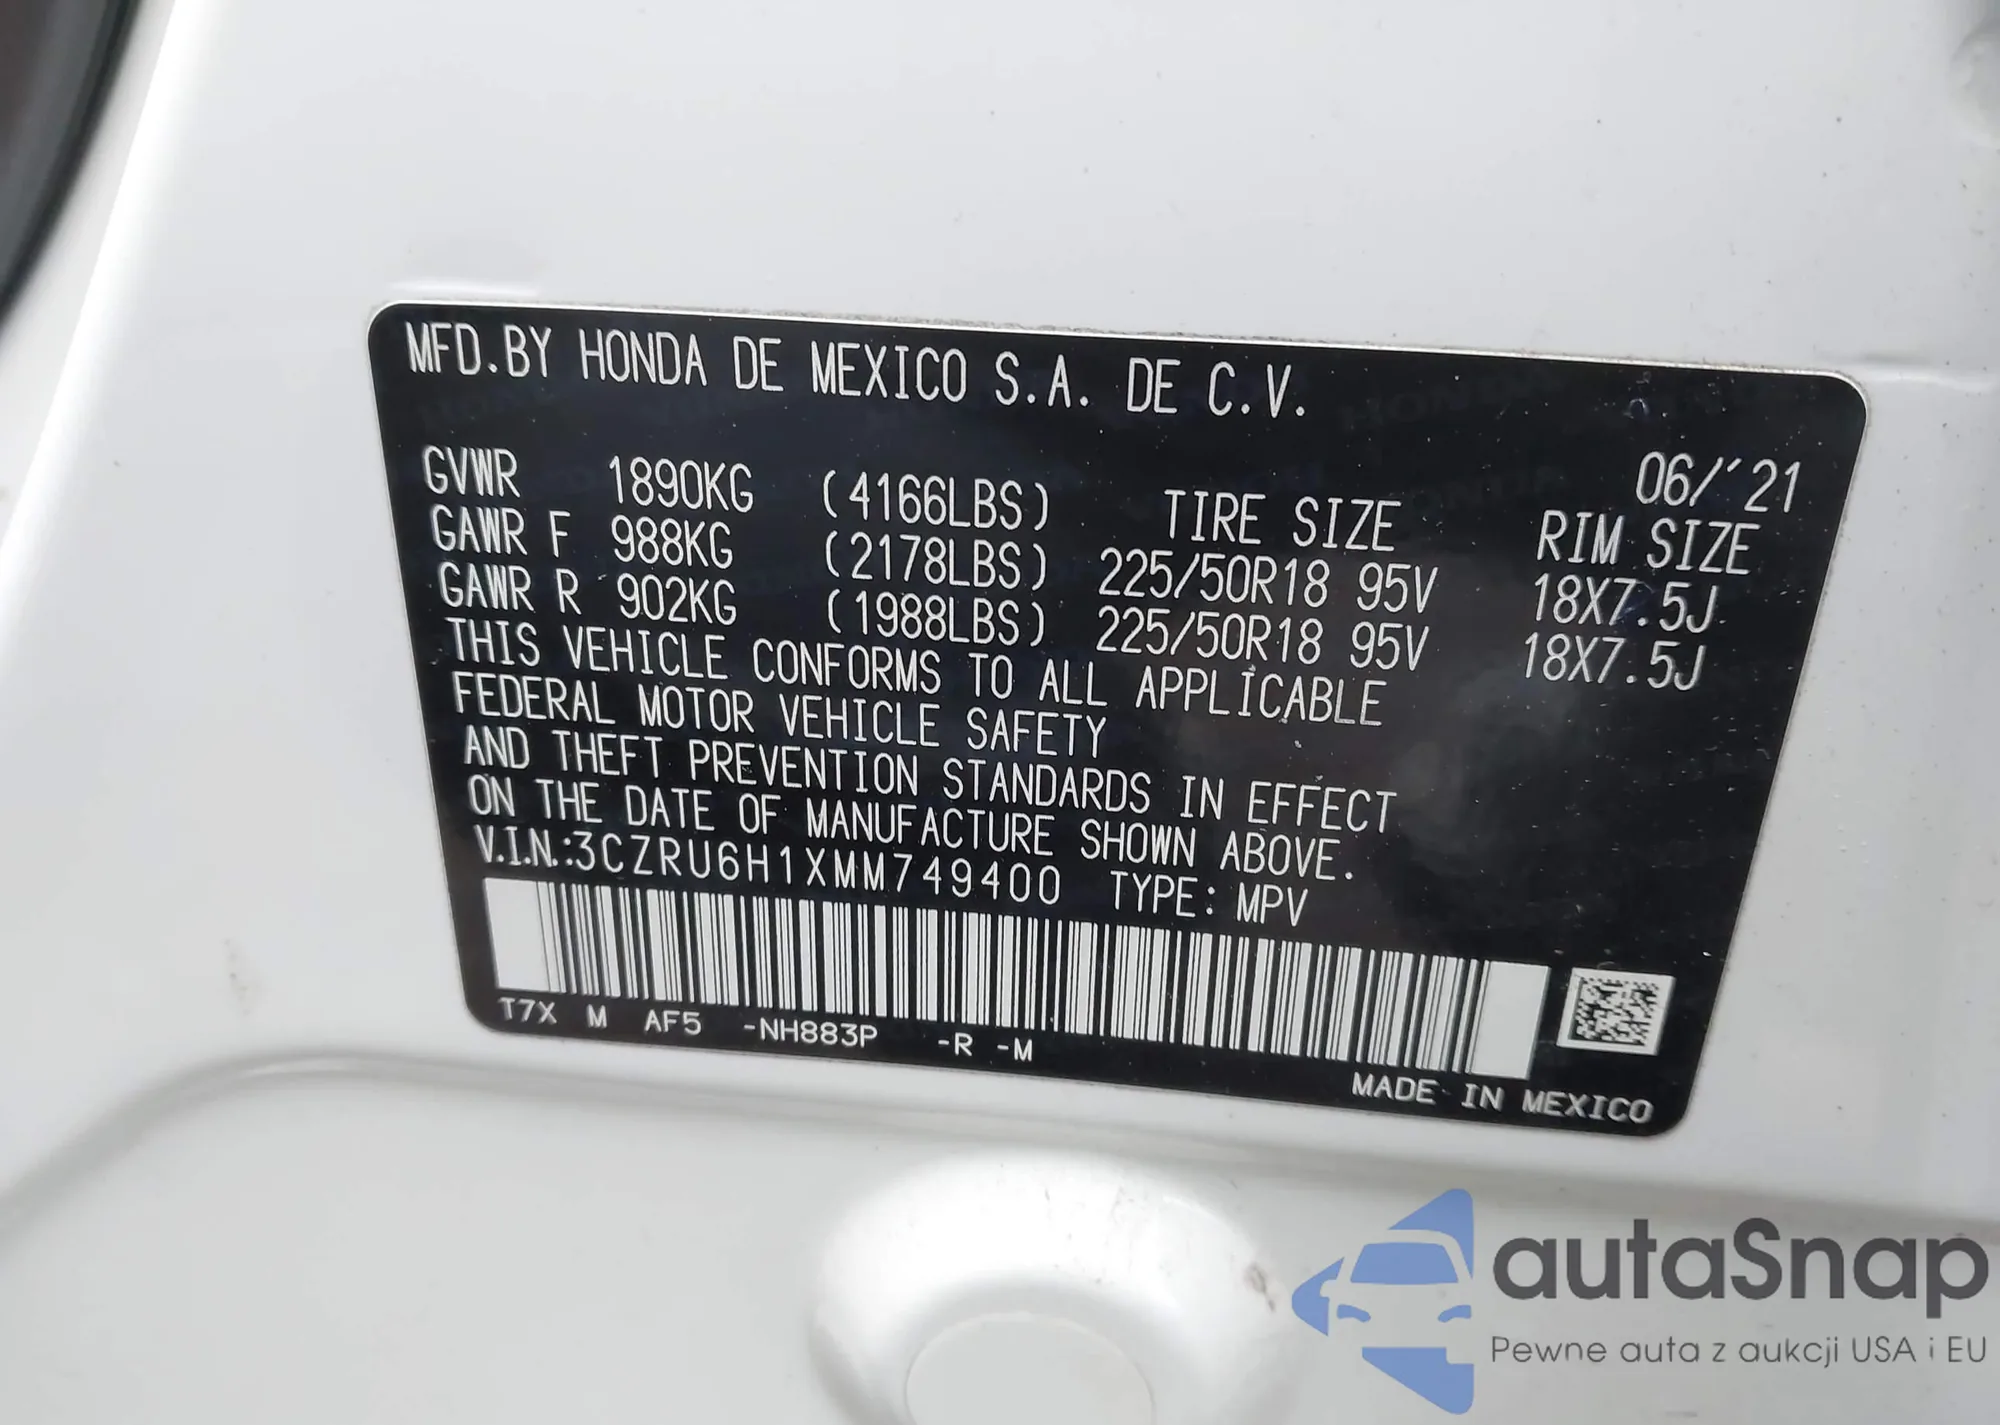 MFD.BY HONDA DE MEXICO S.A. DE C.V.
06/'21
GVWR 1890KG (4166LBS) TIRE SIZE RIM SIZE
GAWR F 988KG (2178LBS) 225/50R18 95V 18X7.5J
GAWR R 902KG (1988LBS) 225/50R18 95V 18X7.5J
THIS VEHICLE CONFORMS TO ALL APPLICABLE
FEDERAL MOTOR VEHICLE SAFETY
AND THEFT PREVENTION STANDARDS IN EFFECT
ON THE DATE OF MANUFACTURE SHOWN ABOVE.
V.I.N.:3CZRU6H1XMM749400 TYPE: MPV
T7X M AF5 -NH883P -R -M
MADE IN MEXICO
autaSnap
Pewne auta z aukcji USA i EU